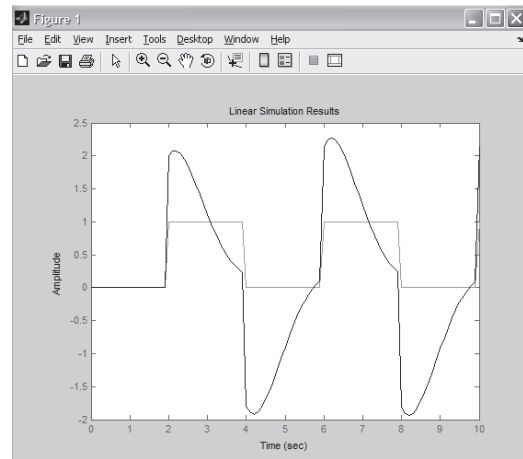 Figure 1
File Edit View Insert Tools Desktop Window Help
Linear Simulation Results
2.5
2
1.5
1
0.5
0
-0.5
-1
-1.5
-2
Amplitude
0 1 2 3 4 5 6 7 8 9 10
Time (sec)